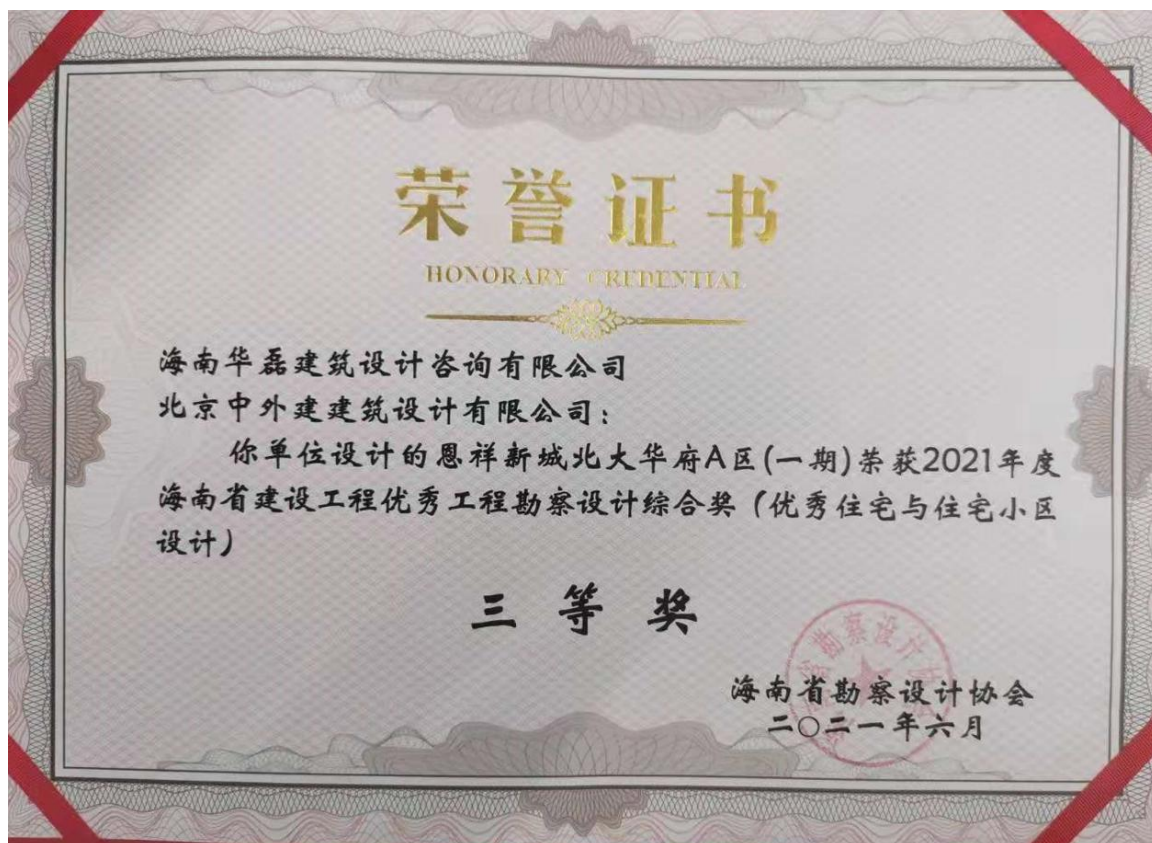 荣誉证书
HONORARY CREDENTIAL
海南华磊建筑设计咨询有限公司
北京中外建建筑设计有限公司：
你单位设计的恩祥新城北大华府A区(一期)荣获2021年度
海南省建设工程优秀工程勘察设计综合奖（优秀住宅与住宅小区
设计）
三等奖
海南省勘察设计协会
二〇二一年六月